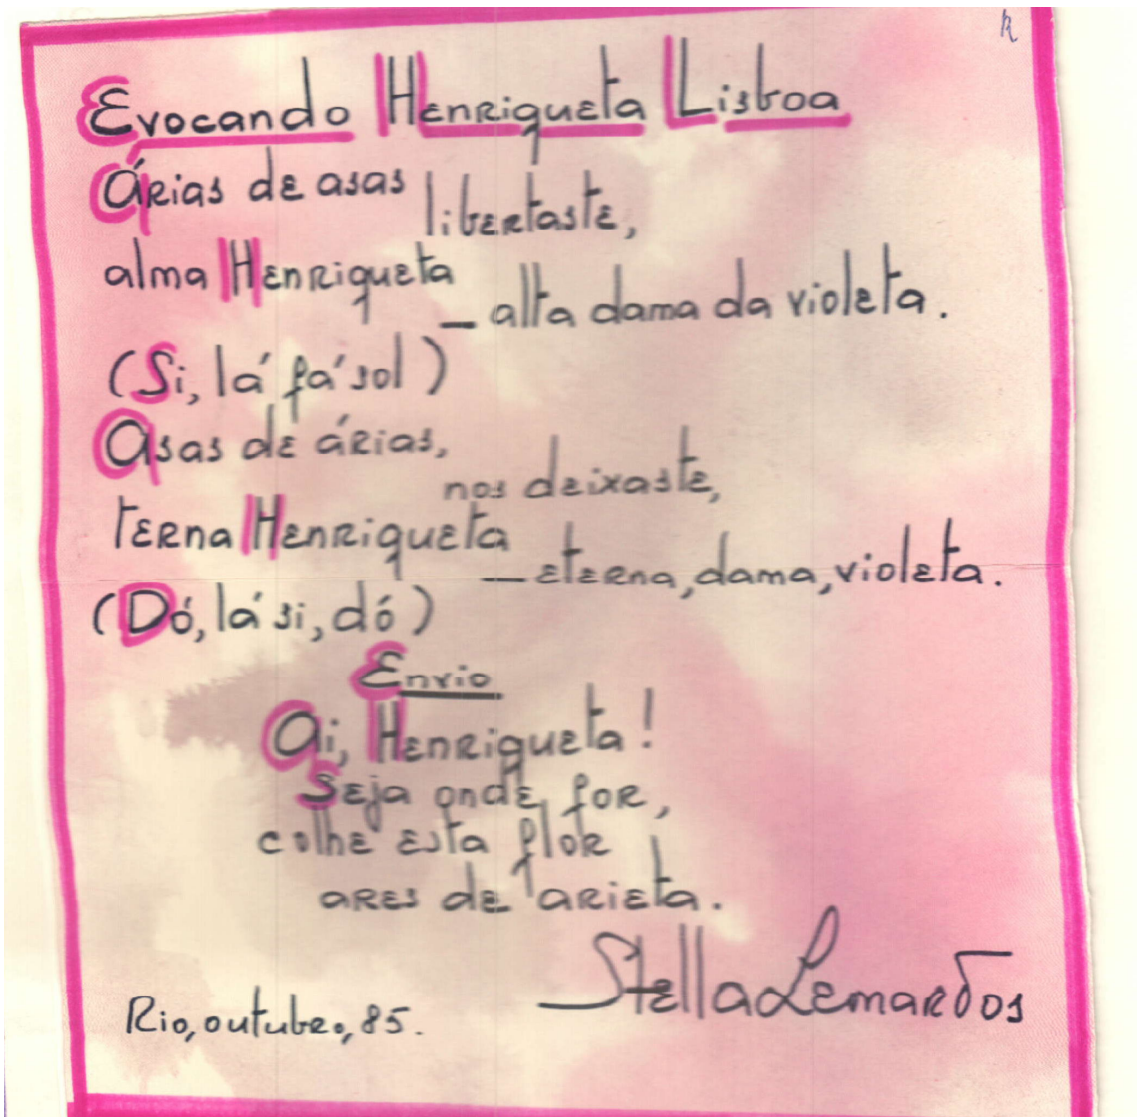 Evocando Henriqueta Lisboa
Árias de asas
libertaste,
alma Henriqueta
— alta dama da violeta.
(Si, lá fá sol)
Asas de árias,
nos deixaste,
terna Henriqueta
— eterna, dama, violeta.
(Dó, lá si, dó)
Envio
Ai, Henriqueta!
Seja onde for,
colhe esta flor
ares de arieta.
Stella Leonardos
Rio, outubro, 85.